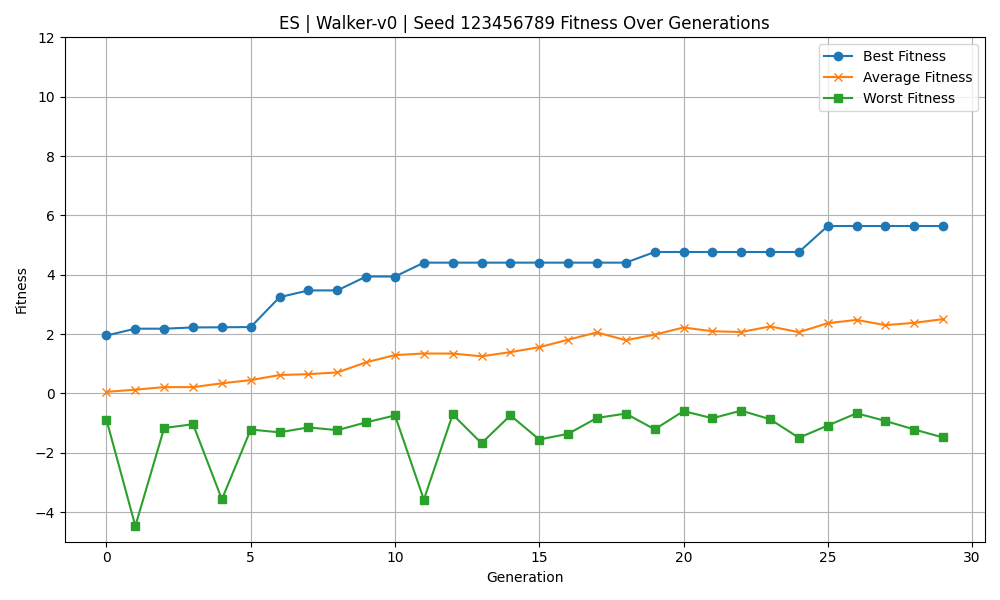 ES | Walker-v0 | Seed 123456789 Fitness Over Generations
12
10
8
6
4
2
0
−2
−4
Fitness
Best Fitness
Average Fitness
Worst Fitness
0 5 10 15 20 25 30
Generation